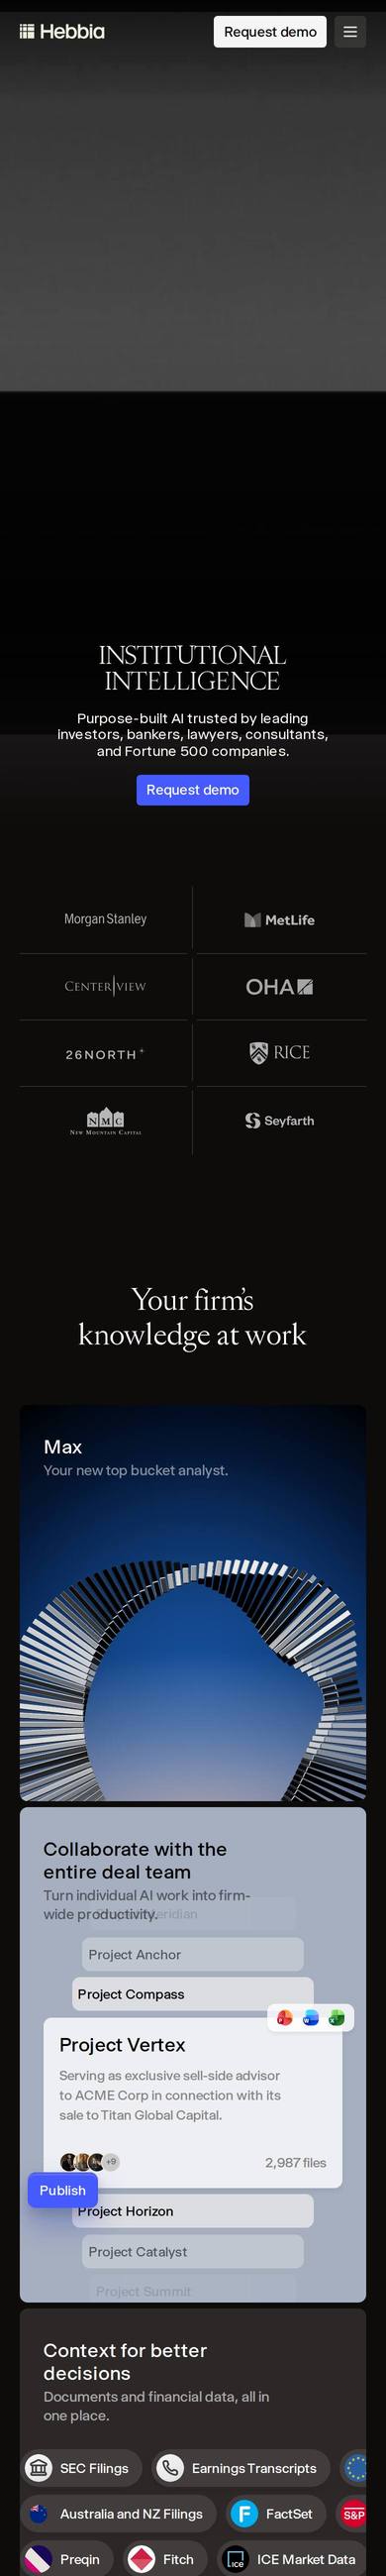 Hebbia
Request demo
INSTITUTIONAL
INTELLIGENCE
Purpose-built AI trusted by leading
investors, bankers, lawyers, consultants,
and Fortune 500 companies.
Request demo
Morgan Stanley
MetLife
CENTER VIEW
OHA
26NORTH
RICE
NMC
NEW MOUNTAIN CAPITAL
Seyfarth
Your firm's
knowledge at work
Max
Your new top bucket analyst.
Collaborate with the
entire deal team
Turn individual AI work into firm-
wide productivity.
Project Anchor
Project Compass
Project Vertex
Serving as exclusive sell-side advisor
to ACME Corp in connection with its
sale to Titan Global Capital.
+9
2,987 files
Publish
Project Horizon
Project Catalyst
Project Summit
Context for better
decisions
Documents and financial data, all in
one place.
SEC Filings
Earnings Transcripts
Australia and NZ Filings
F
FactSet
S&P
Preqin
Fitch
ICE
ICE Market Data